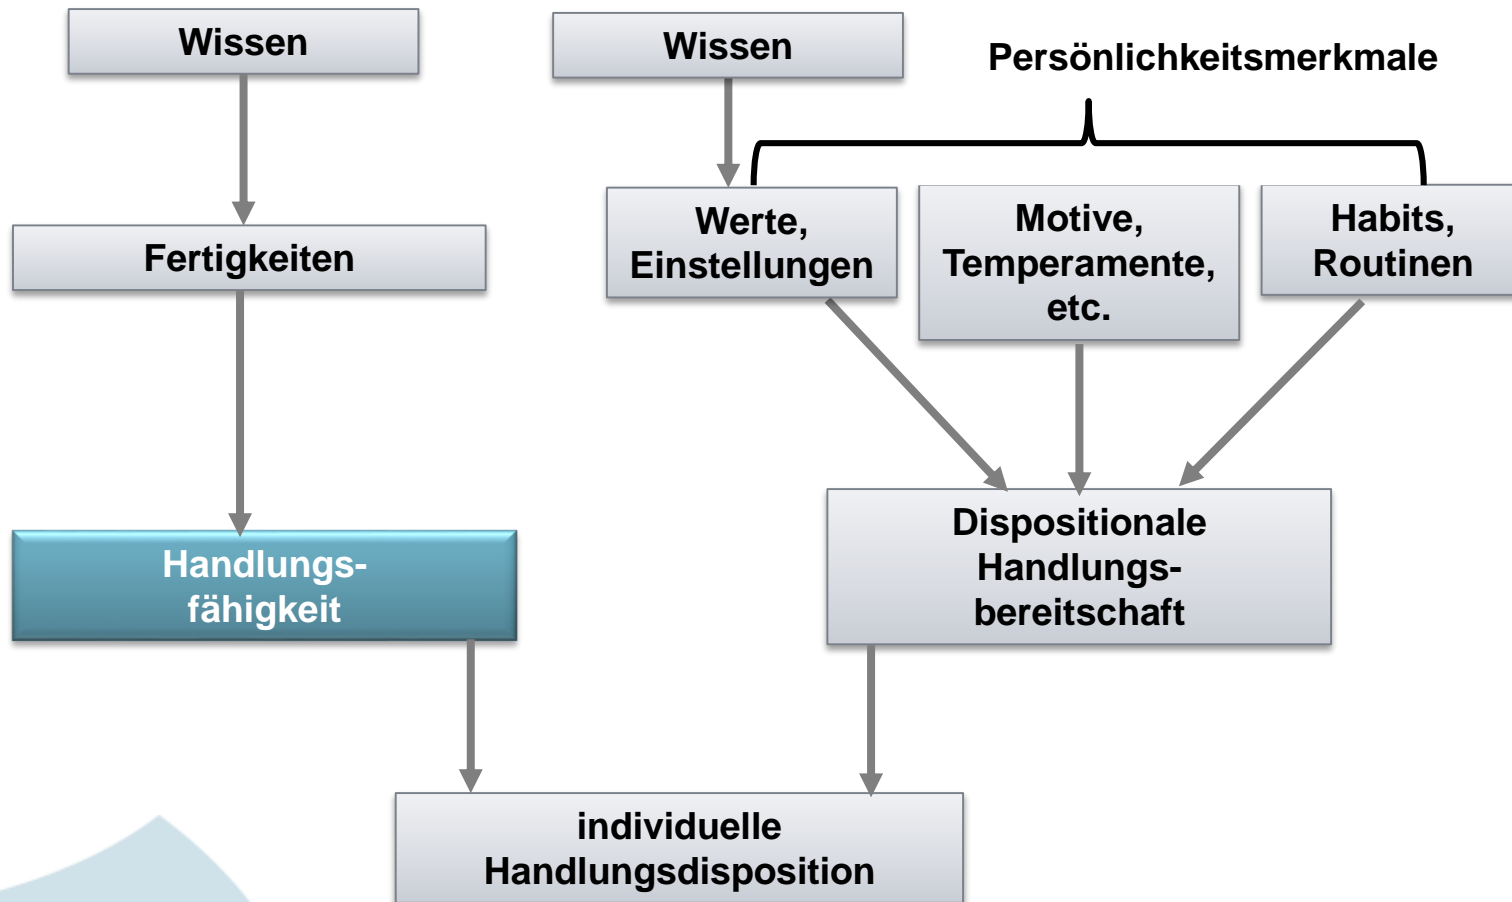 Wissen
Wissen
Persönlichkeitsmerkmale
Fertigkeiten
Werte,
Einstellungen
Motive,
Temperamente,
etc.
Habits,
Routinen
Handlungs-
fähigkeit
Dispositionale
Handlungs-
bereitschaft
individuelle
Handlungsdisposition